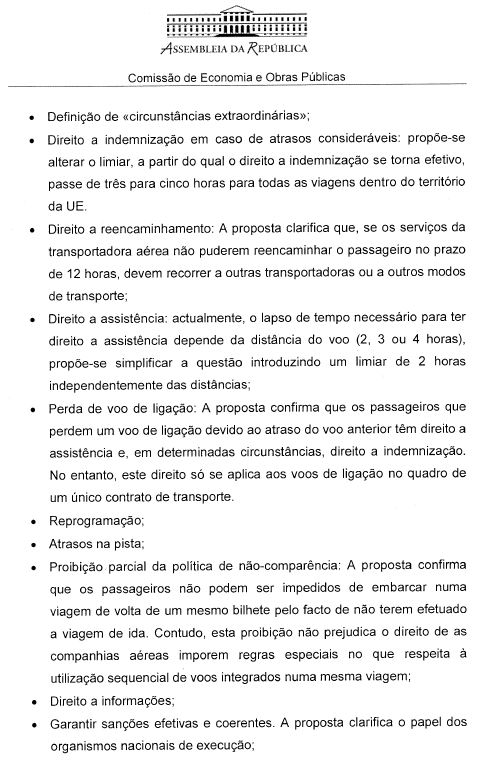 ASSEMBLEIA DA REPÚBLICA
Comissão de Economia e Obras Públicas
• Definição de «circunstâncias extraordinárias»;
• Direito a indemnização em caso de atrasos consideráveis: propõe-se
alterar o limiar, a partir do qual o direito a indemnização se torna efetivo,
passe de três para cinco horas para todas as viagens dentro do território
da UE.
• Direito a reencaminhamento: A proposta clarifica que, se os serviços da
transportadora aérea não puderem reencaminhar o passageiro no prazo
de 12 horas, devem recorrer a outras transportadoras ou a outros modos
de transporte;
• Direito a assistência: actualmente, o lapso de tempo necessário para ter
direito a assistência depende da distância do voo (2, 3 ou 4 horas),
propõe-se simplificar a questão introduzindo um limiar de 2 horas
independentemente das distâncias;
• Perda de voo de ligação: A proposta confirma que os passageiros que
perdem um voo de ligação devido ao atraso do voo anterior têm direito a
assistência e, em determinadas circunstâncias, direito a indemnização.
No entanto, este direito só se aplica aos voos de ligação no quadro de
um único contrato de transporte.
• Reprogramação;
• Atrasos na pista;
• Proibição parcial da política de não-comparência: A proposta confirma
que os passageiros não podem ser impedidos de embarcar numa
viagem de volta de um mesmo bilhete pelo facto de não terem efetuado
a viagem de ida. Contudo, esta proibição não prejudica o direito de as
companhias aéreas imporem regras especiais no que respeita à
utilização sequencial de voos integrados numa mesma viagem;
• Direito a informações;
• Garantir sanções efetivas e coerentes. A proposta clarifica o papel dos
organismos nacionais de execução;